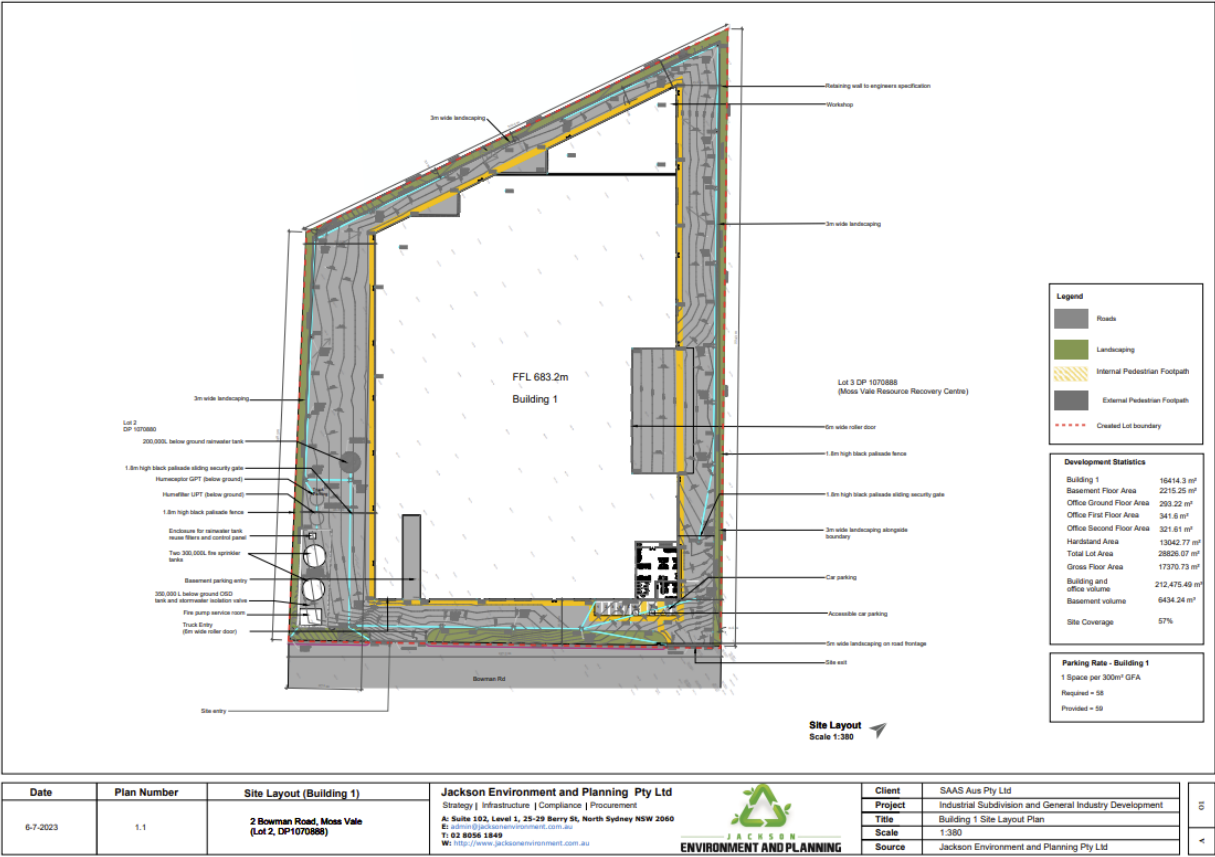 Retaining wall to engineers specification
Workshop
3m wide landscaping
3m wide landscaping
FFL 683.2m
Building 1
Lot 3 DP 1070888
(Moss Vale Resource Recovery Centre)
3m wide landscaping
Lot 2
DP 1070880
200,000L below ground rainwater tank
6m wide roller door
1.8m high black palisade fence
1.8m high black palisade sliding security gate
Humeceptor GPT (below ground)
Humefilter UPT (below ground)
1.8m high black palisade sliding security gate
1.8m high black palisade fence
Enclosure for rainwater tank
reuse filters and control panel
3m wide landscaping alongside
boundary
Two 300,000L fire sprinkler
tanks
Basement parking entry
Car parking
350,000 L below ground OSD
tank and stormwater isolation valve
Fire pump service room
Accessible car parking
Truck Entry
(6m wide roller door)
5m wide landscaping on road frontage
Site exit
Bowman Rd
Site entry
Legend
Roads
Landscaping
Internal Pedestrian Footpath
External Pedestrian Footpath
Created Lot boundary
Development Statistics
Building 1 16414.3 m²
Basement Floor Area 2215.25 m²
Office Ground Floor Area 293.22 m²
Office First Floor Area 341.6 m²
Office Second Floor Area 321.61 m²
Hardstand Area 13042.77 m²
Total Lot Area 28826.07 m²
Gross Floor Area 17370.73 m²
Building and
office volume 212,475.49 m³
Basement volume 6434.24 m³
Site Coverage 57%
Parking Rate - Building 1
1 Space per 300m² GFA
Required = 58
Provided = 59
Site Layout
Scale 1:380
Date
Plan Number
Site Layout (Building 1)
6-7-2023
1.1
2 Bowman Road, Moss Vale
(Lot 2, DP1070888)
Jackson Environment and Planning Pty Ltd
Strategy | Infrastructure | Compliance | Procurement
A: Suite 102, Level 1, 25-29 Berry St, North Sydney NSW 2060
E: admin@jacksonenvironment.com.au
T: 02 8056 1849
W: http://www.jacksonenvironment.com.au
JACKSON
ENVIRONMENT AND PLANNING
Client SAAS Aus Pty Ltd
Project Industrial Subdivision and General Industry Development
Title Building 1 Site Layout Plan
Scale 1:380
Source Jackson Environment and Planning Pty Ltd
01
A